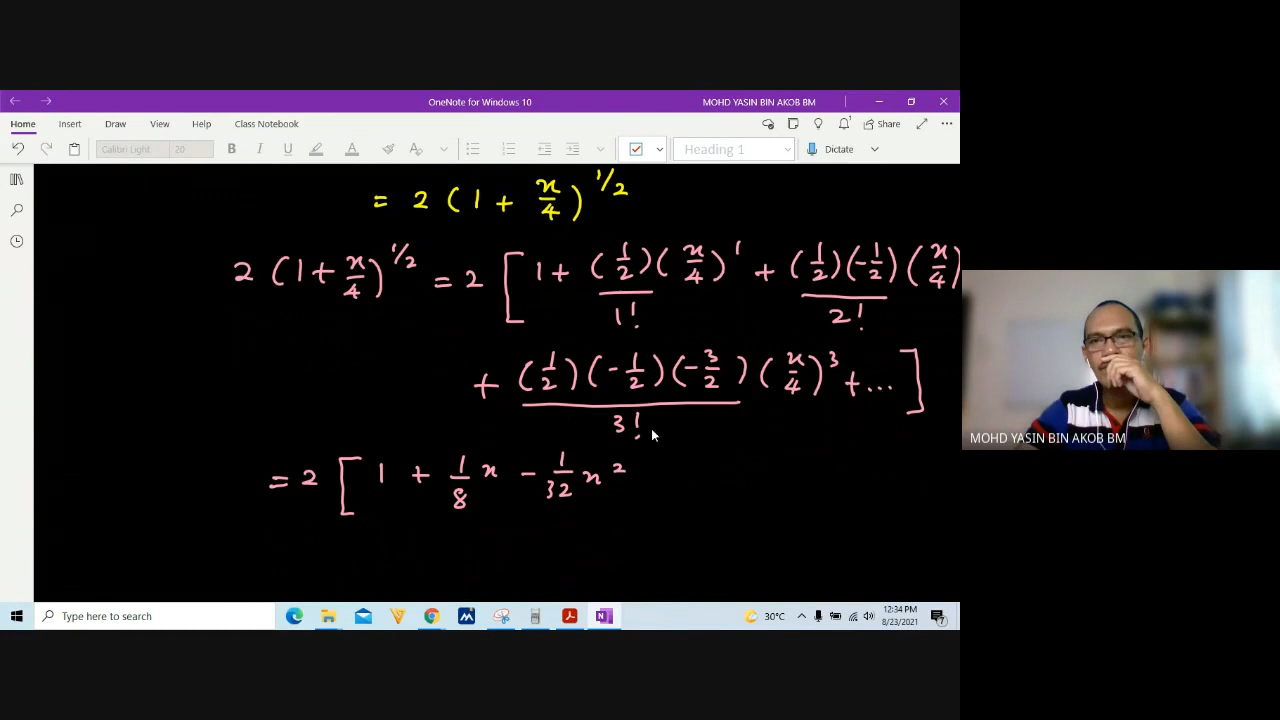 OneNote for Windows 10
MOHD YASIN BIN AKOB BM
Home Insert Draw View Help Class Notebook
Share
Calibri Light 20 B I U A Heading 1 Dictate
= 2 (1 + x/4)^1/2
2 (1 + x/4)^1/2 = 2 [ 1 + (1/2)/1! (x/4)^1 + (1/2)(-1/2)/2! (x/4)
+ (1/2)(-1/2)(-3/2)/3! (x/4)^3 + ... ]
= 2 [ 1 + 1/8 x - 1/32 x^2
MOHD YASIN BIN AKOB BM
Type here to search
30°C
12:34 PM
8/23/2021